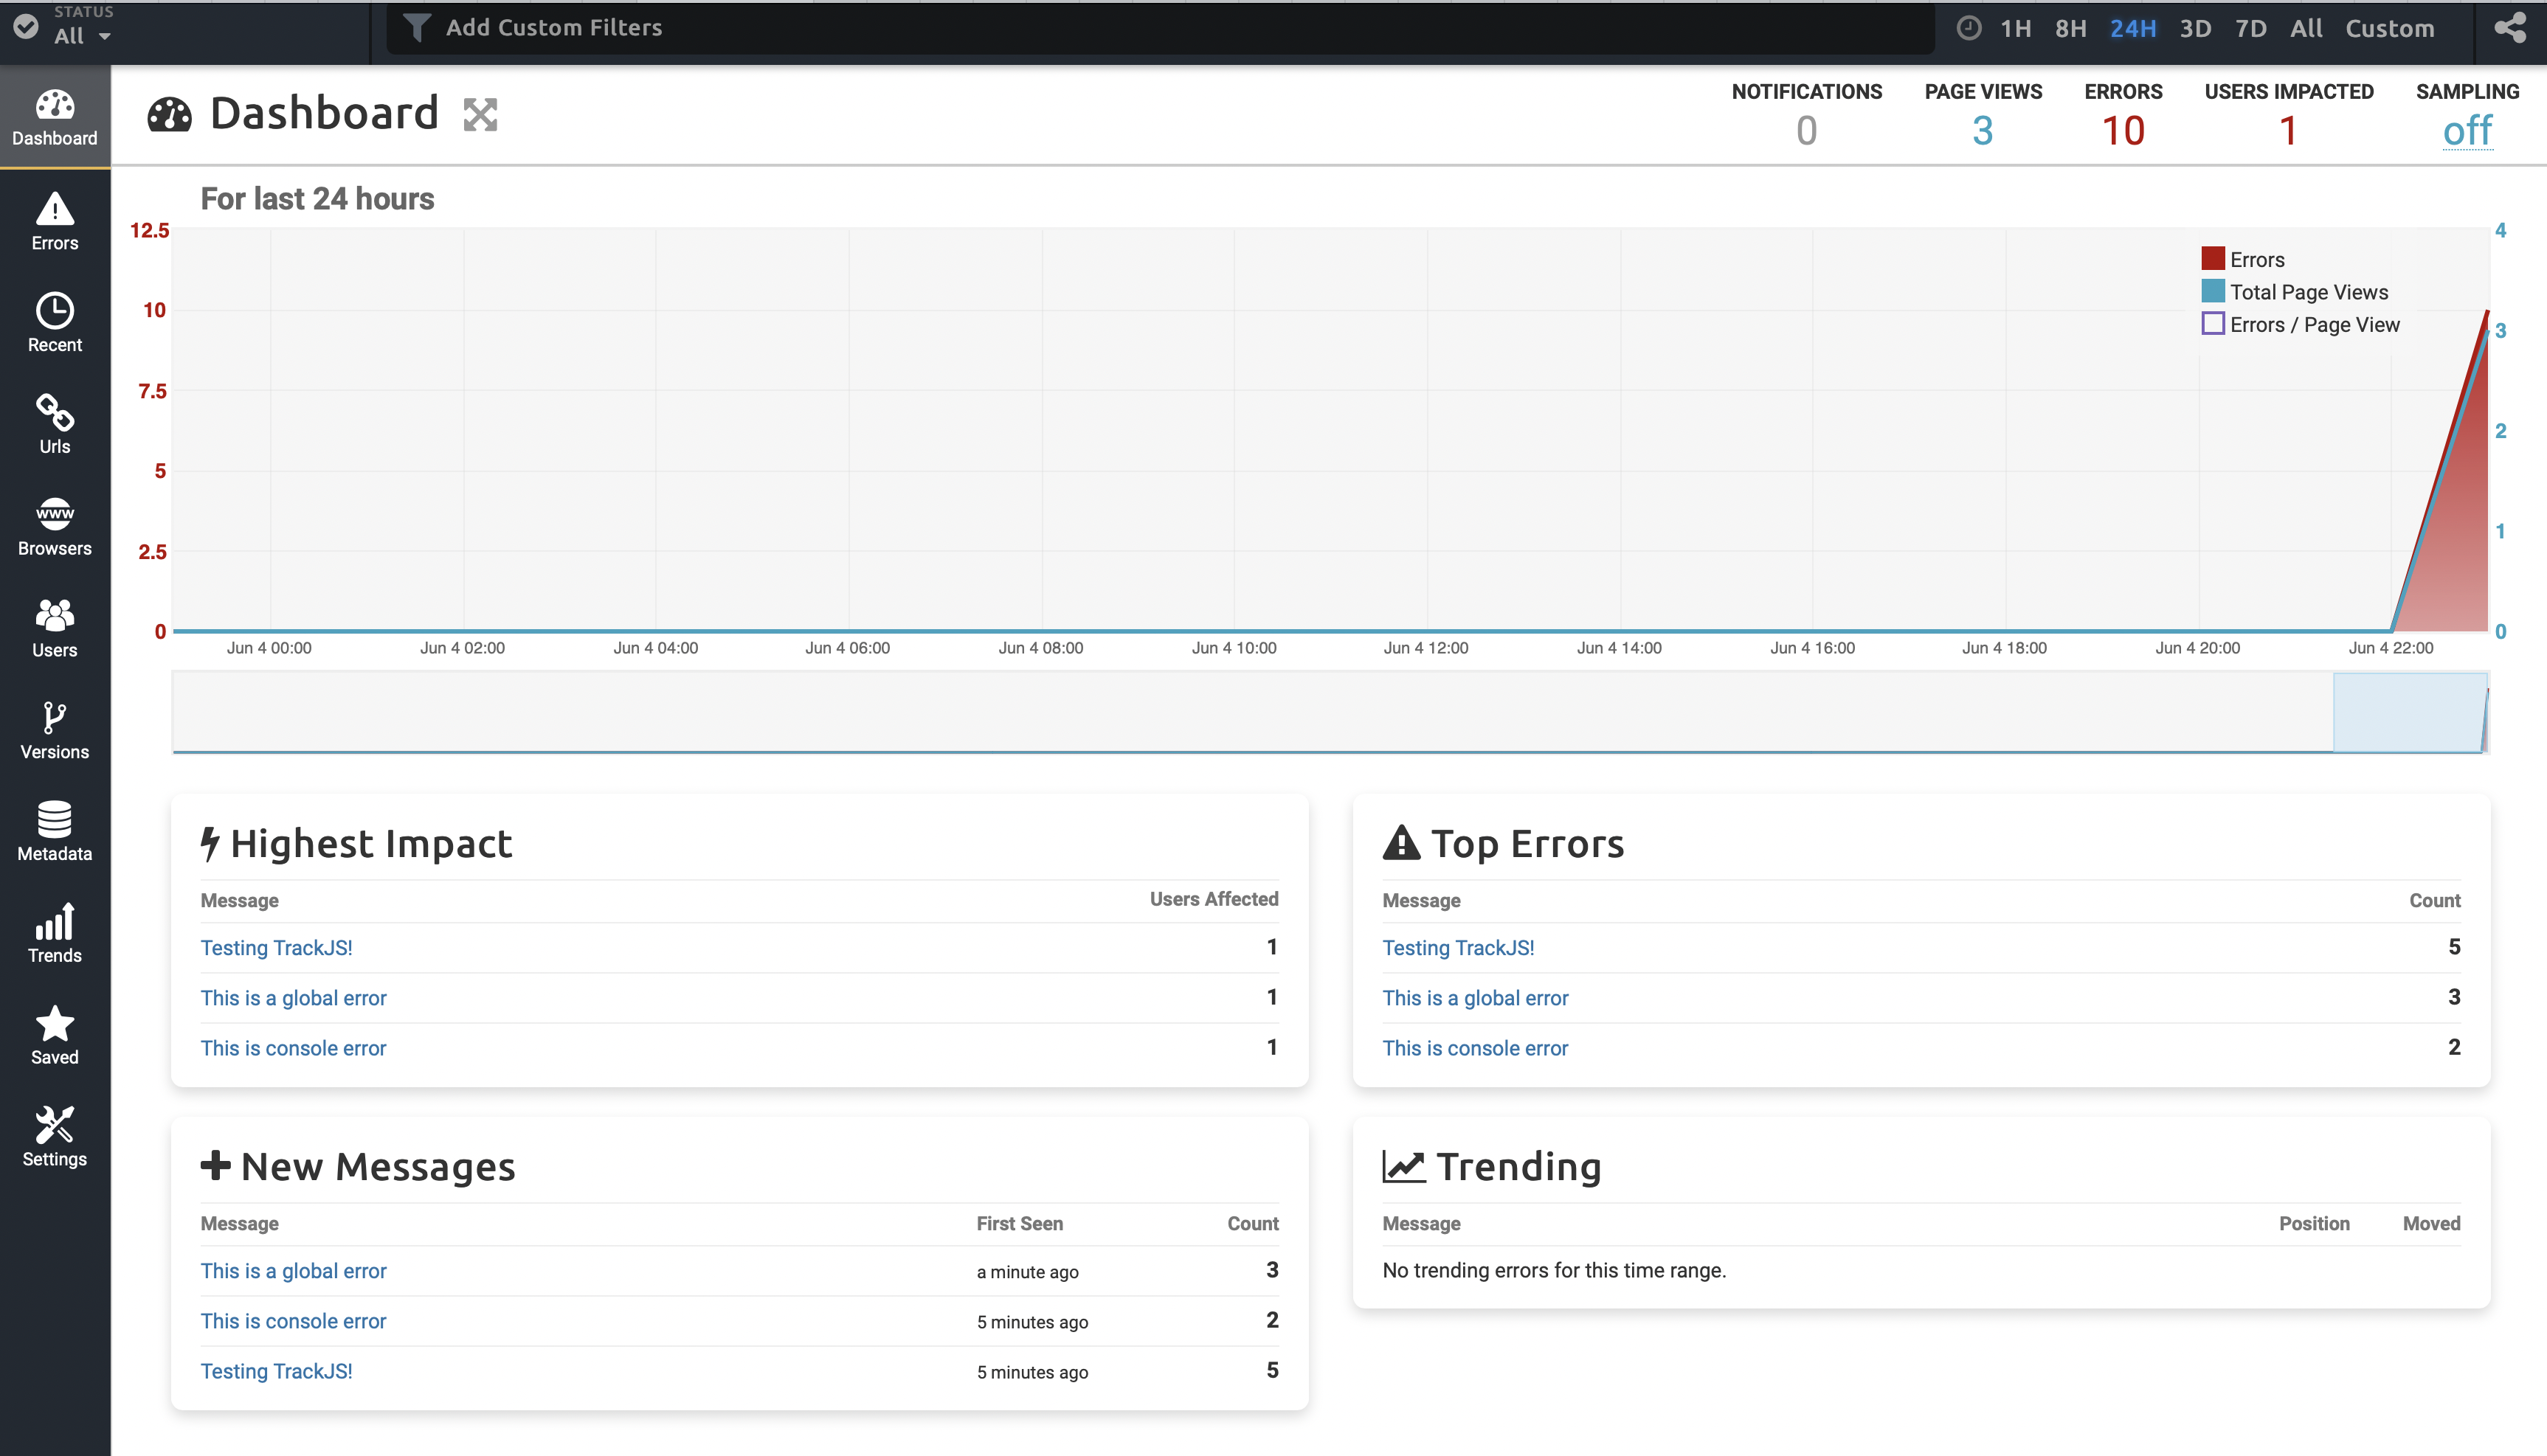 STATUS
All
Add Custom Filters
1H 8H 24H 3D 7D All Custom
Dashboard
Errors
Recent
Urls
WWW
Browsers
Users
Versions
Metadata
Trends
Saved
Settings
Dashboard
NOTIFICATIONS PAGE VIEWS ERRORS USERS IMPACTED SAMPLING
0 3 10 1 off
For last 24 hours
12.5
10
7.5
5
2.5
0
Errors
Total Page Views
Errors / Page View
4
3
2
1
0
Jun 4 00:00 Jun 4 02:00 Jun 4 04:00 Jun 4 06:00 Jun 4 08:00 Jun 4 10:00 Jun 4 12:00 Jun 4 14:00 Jun 4 16:00 Jun 4 18:00 Jun 4 20:00 Jun 4 22:00
Highest Impact
Message Users Affected
Testing TrackJS! 1
This is a global error 1
This is console error 1
Top Errors
Message Count
Testing TrackJS! 5
This is a global error 3
This is console error 2
New Messages
Message First Seen Count
This is a global error a minute ago 3
This is console error 5 minutes ago 2
Testing TrackJS! 5 minutes ago 5
Trending
Message Position Moved
No trending errors for this time range.